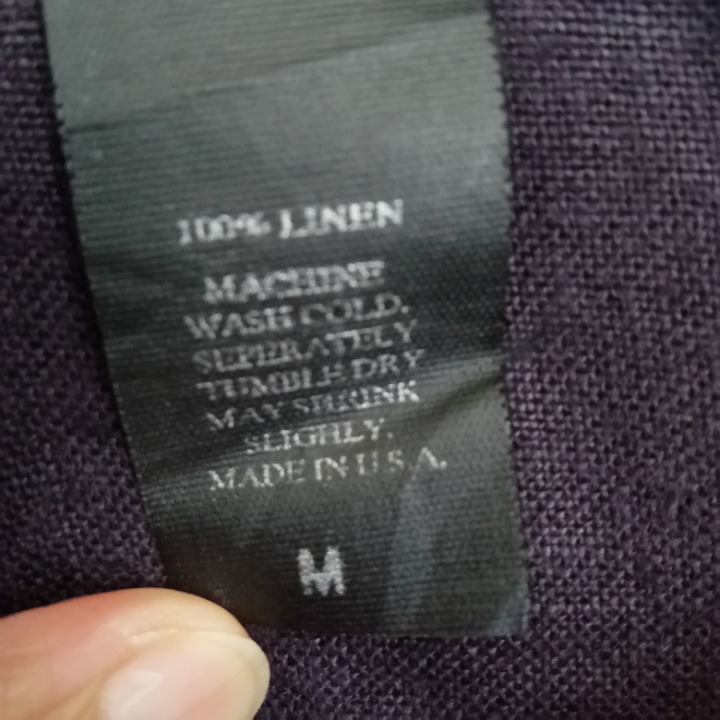 100% LINEN
MACHINE
WASH COLD.
SEPERATELY
TUMBLE DRY
MAY SHRINK
SLIGHLY.
MADE IN U.S.A.
M